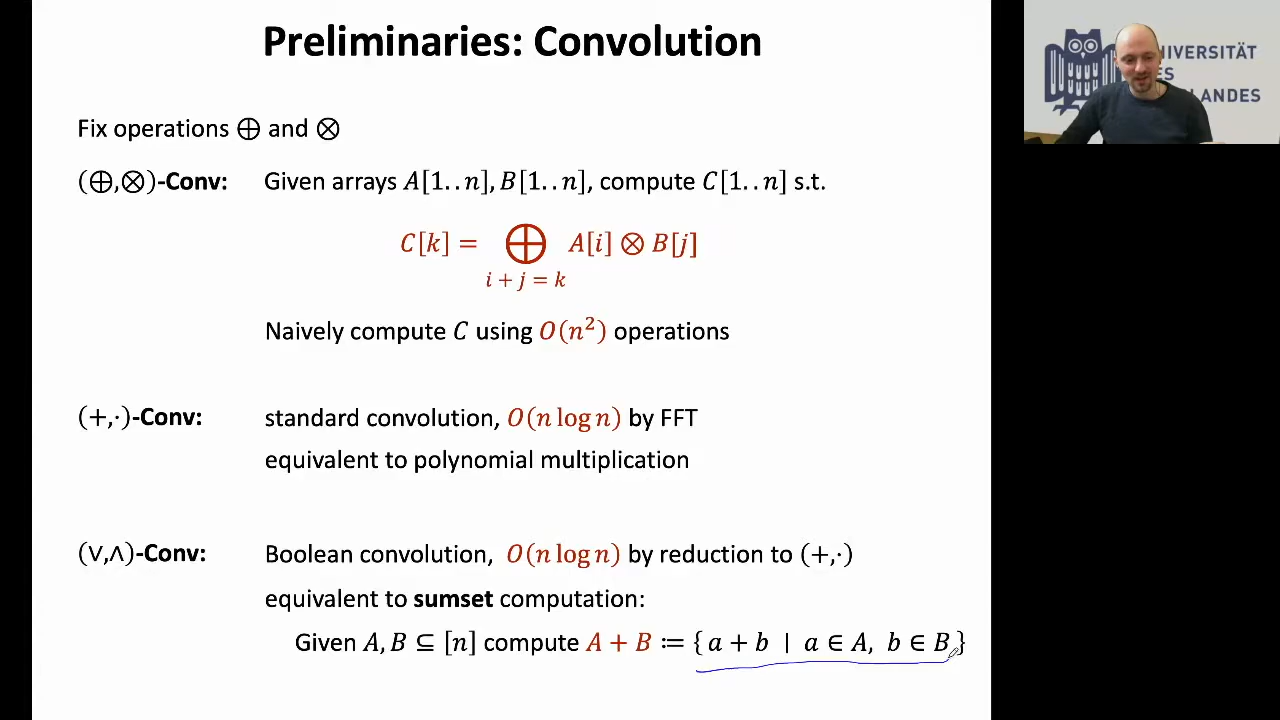 Preliminaries: Convolution
Fix operations ⊕ and ⊗
(⊕,⊗)-Conv: Given arrays A[1..n], B[1..n], compute C[1..n] s.t.
C[k] = ⊕ A[i] ⊗ B[j]
i + j = k
Naively compute C using O(n²) operations
(+,·)-Conv: standard convolution, O(n log n) by FFT
equivalent to polynomial multiplication
(∨,∧)-Conv: Boolean convolution, O(n log n) by reduction to (+,·)
equivalent to sumset computation:
Given A, B ⊆ [n] compute A + B ≔ { a + b | a ∈ A, b ∈ B }